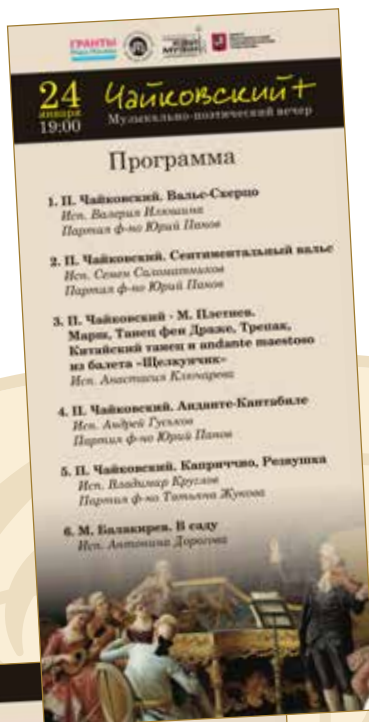 ГРАНТЫ
24
января
19:00
Чайковский+
Музыкально-поэтический вечер
Программа
1. П. Чайковский. Вальс-Скерцо
Исп. Валерия Илюшина
Партия ф-но Юрий Панов
2. П. Чайковский. Сентиментальный вальс
Исп. Семен Саломатников
Партия ф-но Юрий Панов
3. П. Чайковский - М. Плетнев.
Марш, Танец феи Драже, Трепак,
Китайский танец и andante maestoso
из балета «Щелкунчик»
Исп. Анастасия Ключарева
4. П. Чайковский. Анданте-Кантабиле
Исп. Андрей Гуськов
Партия ф-но Юрий Панов
5. П. Чайковский. Каприччио, Резвушка
Исп. Владимир Круглов
Партия ф-но Татьяна Жукова
6. М. Балакирев. В саду
Исп. Антонина Дорогова